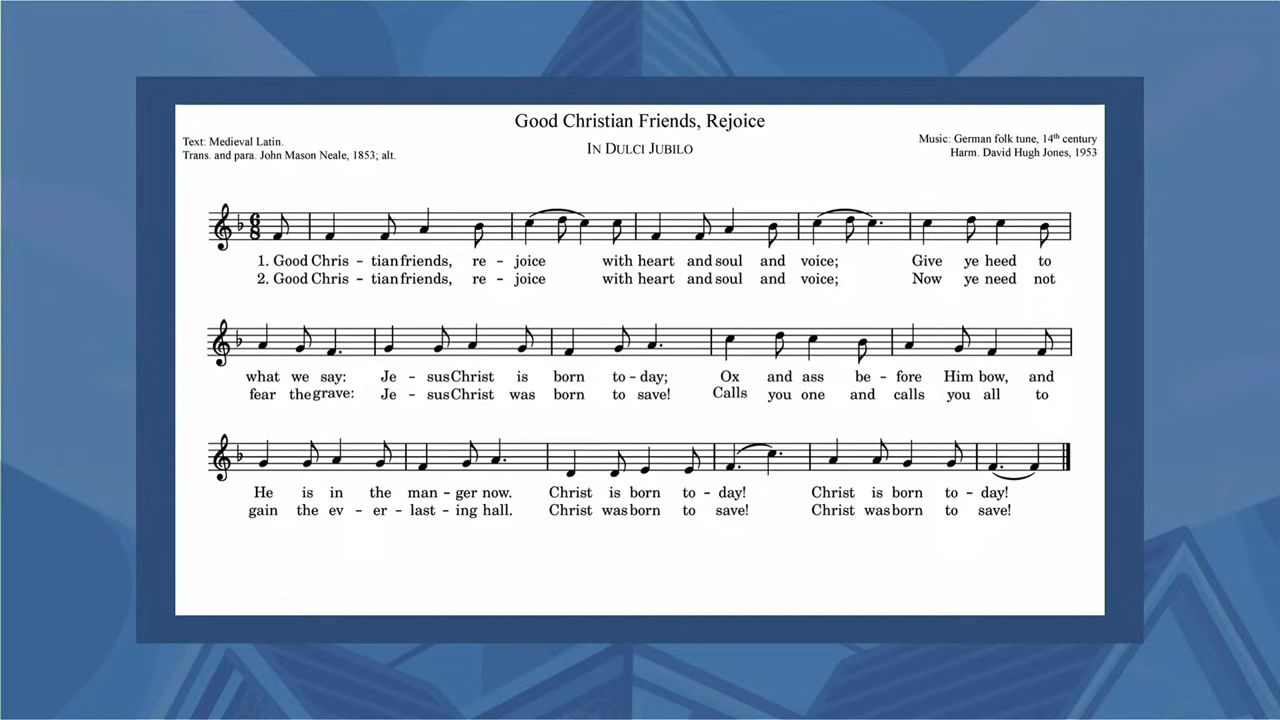 Good Christian Friends, Rejoice
Text: Medieval Latin.
Trans. and para. John Mason Neale, 1853; alt.
IN DULCI JUBILO
Music: German folk tune, 14th century
Harm. David Hugh Jones, 1953
6
8
1. Good Chris - tian friends, re - joice with heart and soul and voice; Give ye heed to
2. Good Chris - tian friends, re - joice with heart and soul and voice; Now ye need not
what we say: Je - sus Christ is born to - day; Ox and ass be - fore Him bow, and
fear the grave: Je - sus Christ was born to save! Calls you one and calls you all to
He is in the man - ger now. Christ is born to - day! Christ is born to - day!
gain the ev - er - last - ing hall. Christ was born to save! Christ was born to save!